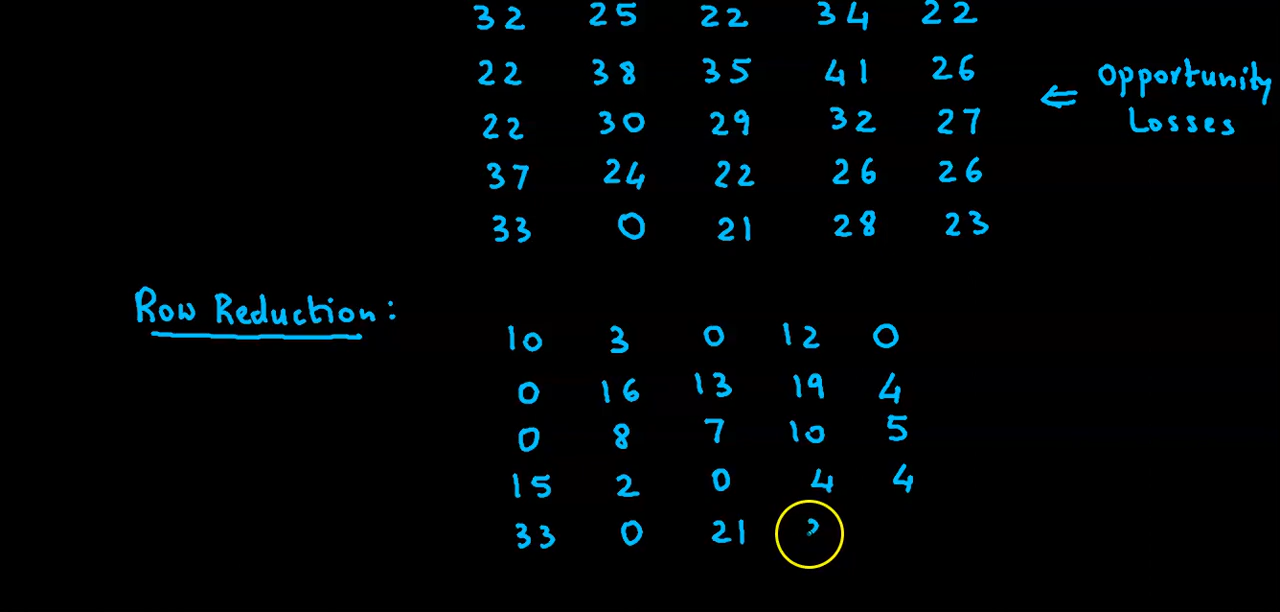 32 25 22 34 22
22 38 35 41 26
Opportunity
22 30 29 32 27
Losses
37 24 22 26 26
33 0 21 28 23
Row Reduction:
10 3 0 12 0
0 16 13 19 4
0 8 7 10 5
15 2 0 4 4
33 0 21